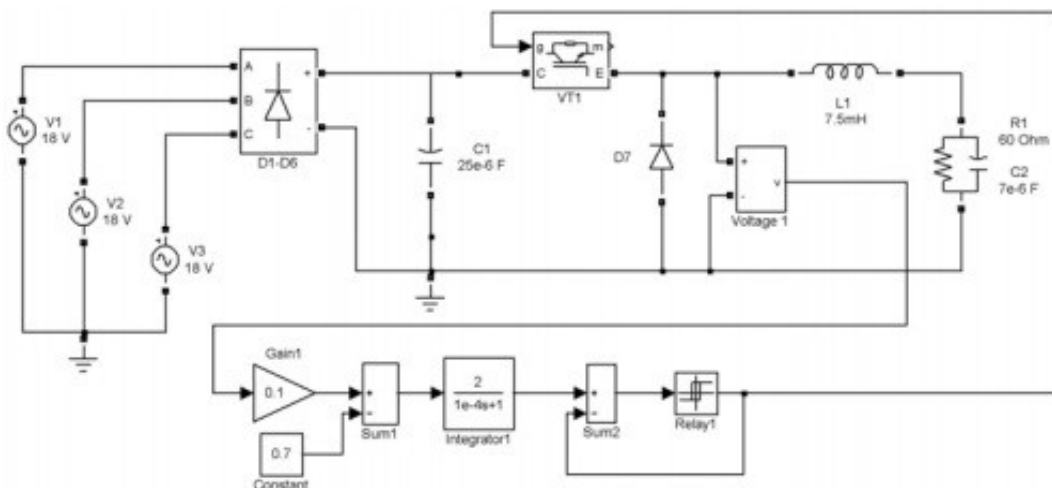 g
m
C
E
VT1
A
B
C
+
-
D1-D6
V1
18 V
V2
18 V
V3
18 V
C1
25e-6 F
D7
L1
7.5mH
R1
60 Ohm
C2
7e-6 F
+
-
v
Voltage 1
Gain1
0.1
+
−
Sum1
0.7
Constant
2
1e-4s+1
Integrator1
+
−
Sum2
Relay1